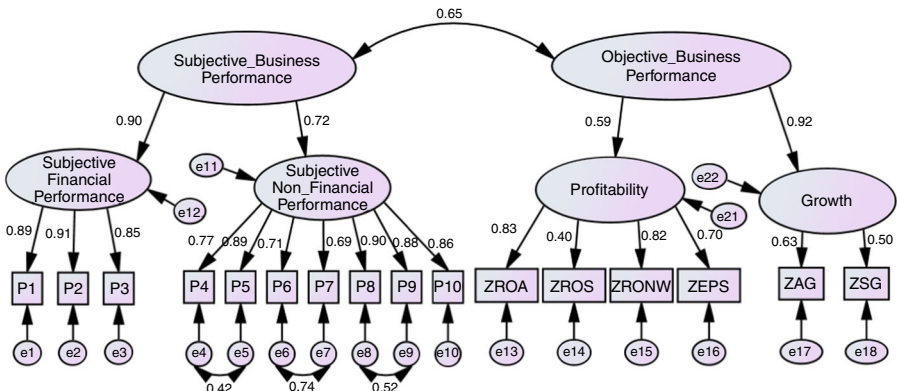 0.65
Subjective_Business
Performance
Objective_Business
Performance
0.90
0.72
0.59
0.92
Subjective
Financial
Performance
e11
Subjective
Non_Financial
Performance
e12
Profitability
e22
e21
Growth
0.89
0.91
0.85
0.77
0.89
0.71
0.69
0.90
0.88
0.86
0.83
0.40
0.82
0.70
0.63
0.50
P1
P2
P3
P4
P5
P6
P7
P8
P9
P10
ZROA
ZROS
ZRONW
ZEPS
ZAG
ZSG
e1
e2
e3
e4
e5
e6
e7
e8
e9
e10
e13
e14
e15
e16
e17
e18
0.42
0.74
0.52